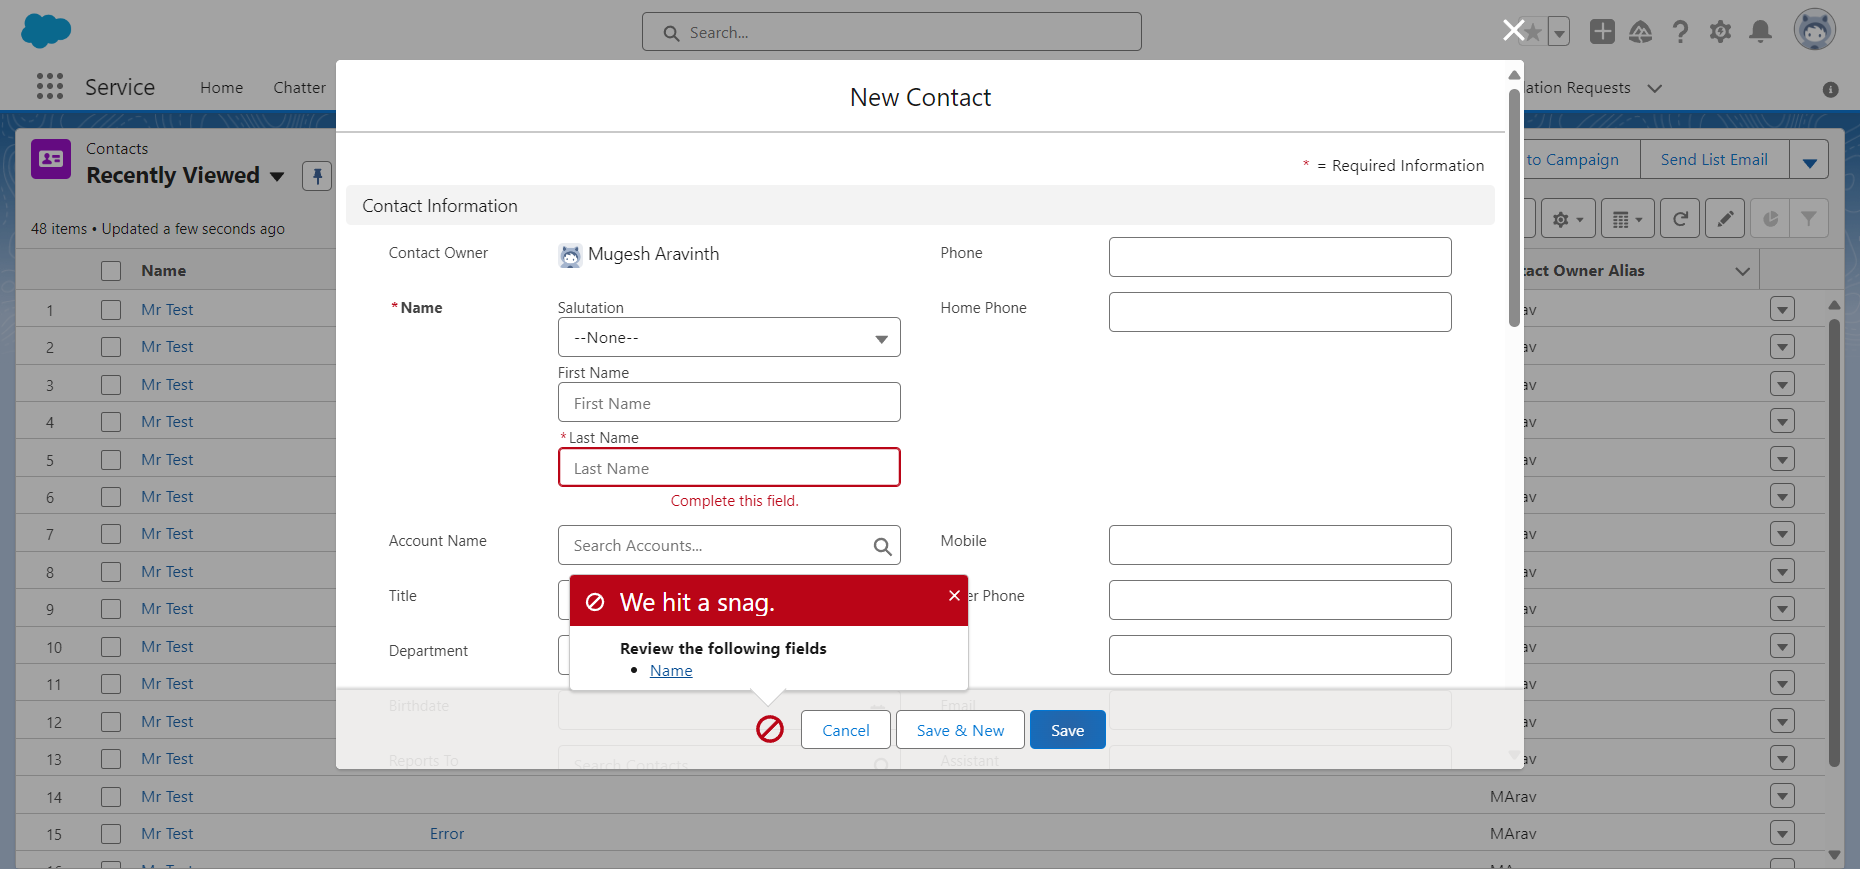 Search...
Service
Home
Chatter
ation Requests
Contacts
Recently Viewed
48 items • Updated a few seconds ago
to Campaign
Send List Email
Name
tact Owner Alias
1 Mr Test av
2 Mr Test av
3 Mr Test av
4 Mr Test av
5 Mr Test av
6 Mr Test av
7 Mr Test av
8 Mr Test av
9 Mr Test av
10 Mr Test av
11 Mr Test av
12 Mr Test av
13 Mr Test av
14 Mr Test MArav
15 Mr Test Error MArav
New Contact
* = Required Information
Contact Information
Contact Owner
Mugesh Aravinth
Phone
*Name
Salutation
--None--
Home Phone
First Name
First Name
*Last Name
Last Name
Complete this field.
Account Name
Search Accounts...
Mobile
Title
er Phone
Department
We hit a snag.
Review the following fields
• Name
Birthdate
Email
Cancel
Save & New
Save
Reports To
Search Contacts
Assistant